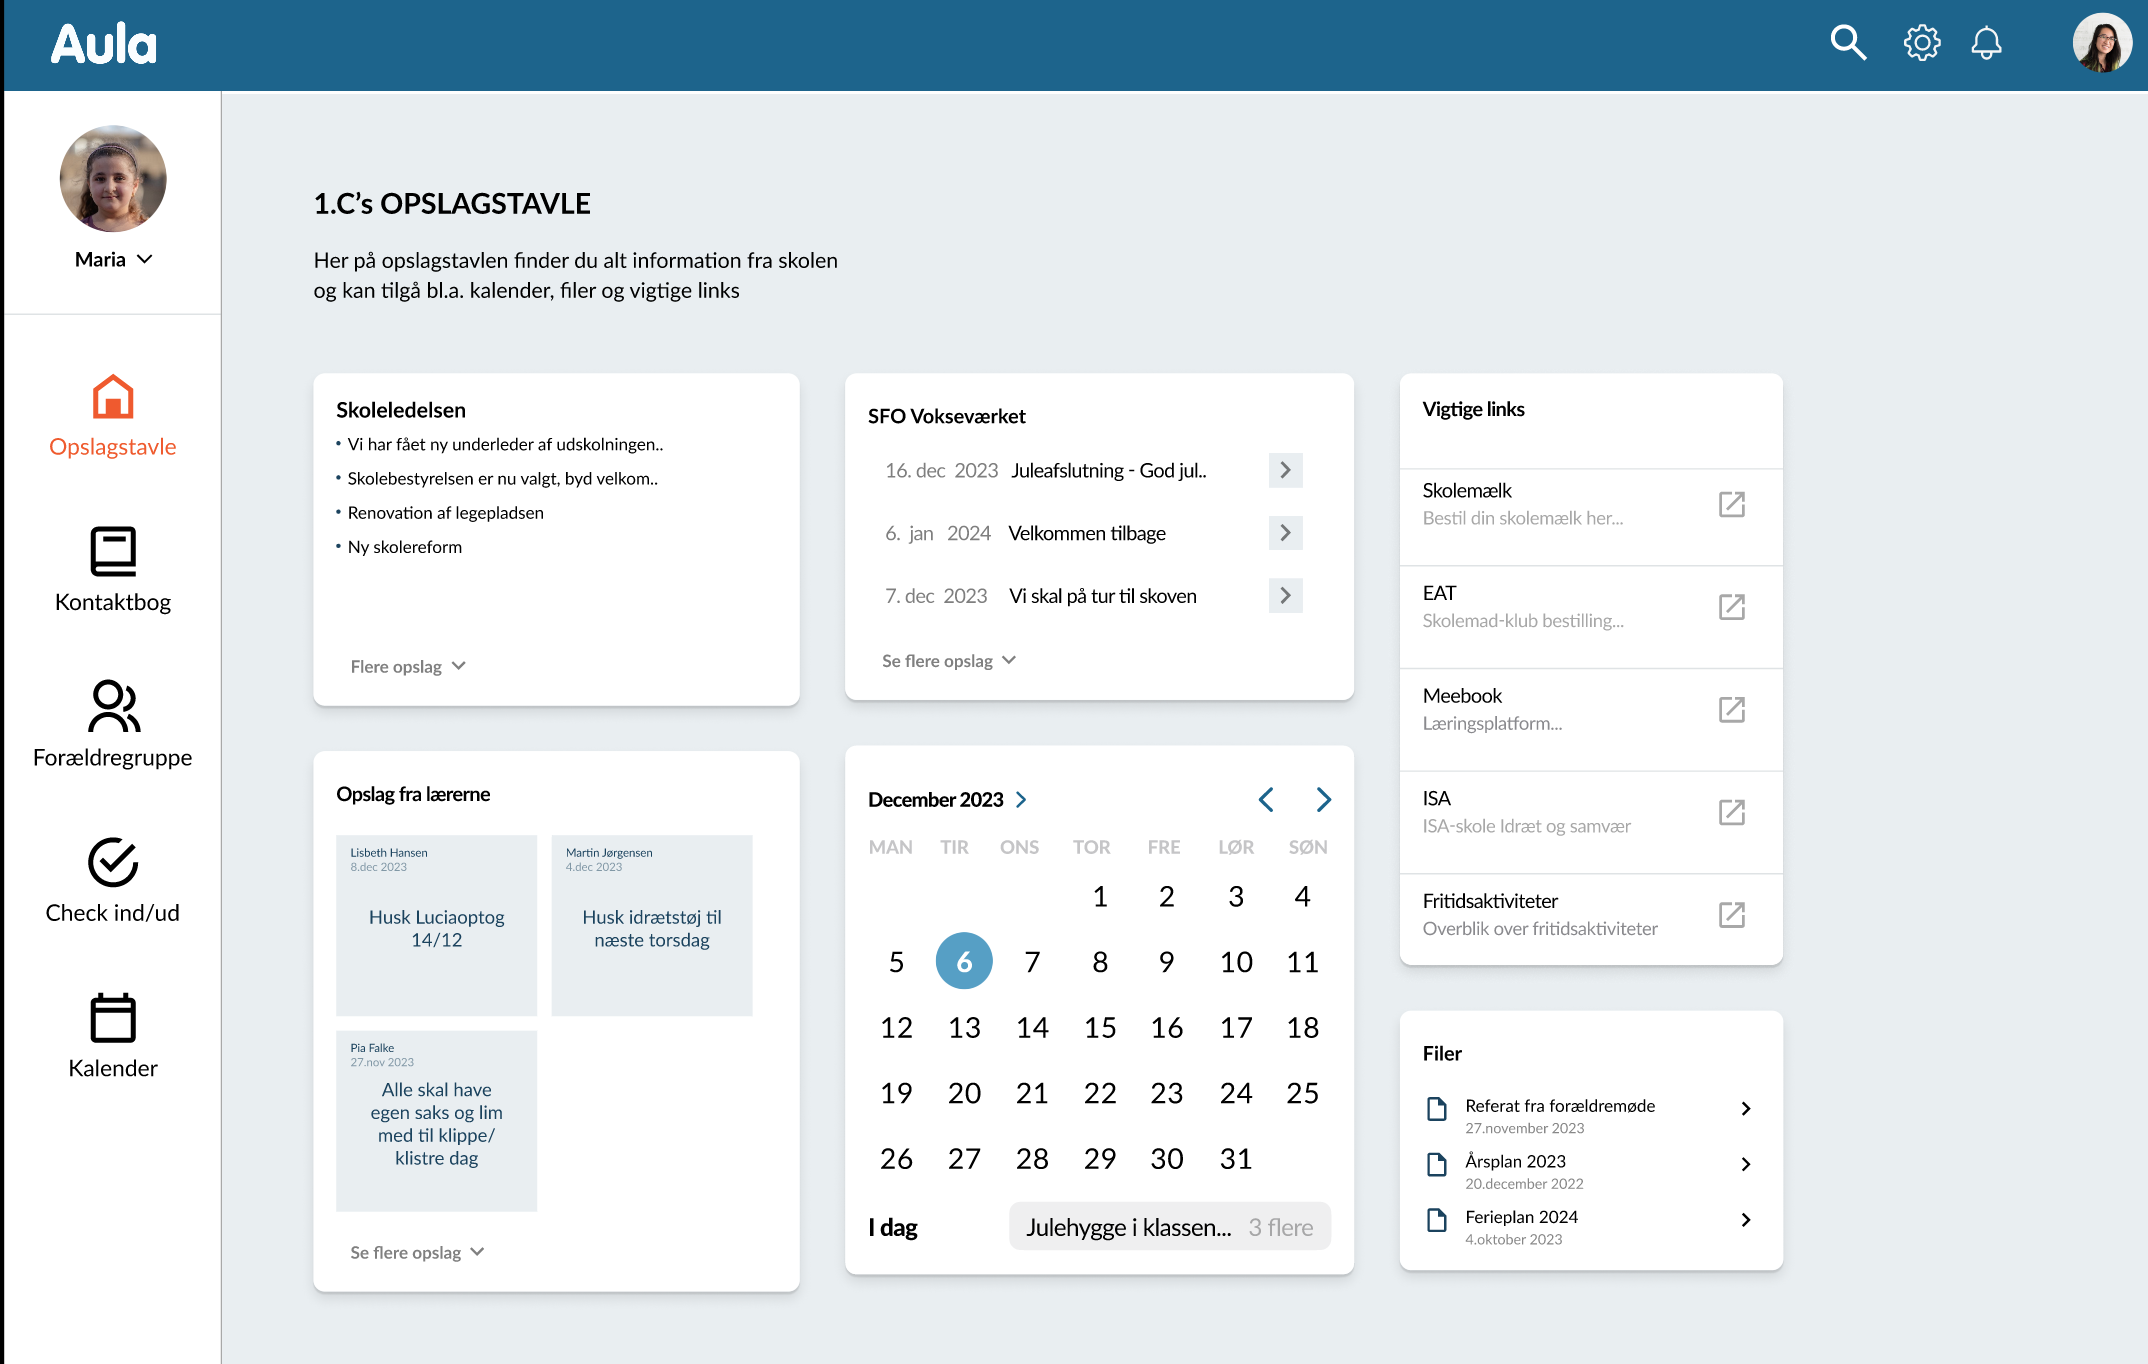 Aula
Maria
Opslagstavle
Kontaktbog
Forældregruppe
Check ind/ud
Kalender
1.C’s OPSLAGSTAVLE
Her på opslagstavlen finder du alt information fra skolen
og kan tilgå bl.a. kalender, filer og vigtige links
Skoleledelsen
• Vi har fået ny underleder af udskolningen..
• Skolebestyrelsen er nu valgt, byd velkom..
• Renovation af legepladsen
• Ny skolereform
Flere opslag
SFO Vokseværket
16. dec 2023 Juleafslutning - God jul..
6. jan 2024 Velkommen tilbage
7. dec 2023 Vi skal på tur til skoven
Se flere opslag
Vigtige links
Skolemælk
Bestil din skolemælk her...
EAT
Skolemad-klub bestilling...
Meebook
Læringsplatform...
ISA
ISA-skole Idræt og samvær
Fritidsaktiviteter
Overblik over fritidsaktiviteter
Opslag fra lærerne
Lisbeth Hansen
8.dec 2023
Husk Luciaoptog
14/12
Martin Jørgensen
4.dec 2023
Husk idrætstøj til
næste torsdag
Pia Falke
27.nov 2023
Alle skal have
egen saks og lim
med til klippe/
klistre dag
Se flere opslag
December 2023
MAN TIR ONS TOR FRE LØR SØN
1 2 3 4
5 6 7 8 9 10 11
12 13 14 15 16 17 18
19 20 21 22 23 24 25
26 27 28 29 30 31
I dag Julehygge i klassen... 3 flere
Filer
Referat fra forældremøde
27.november 2023
Årsplan 2023
20.december 2022
Ferieplan 2024
4.oktober 2023